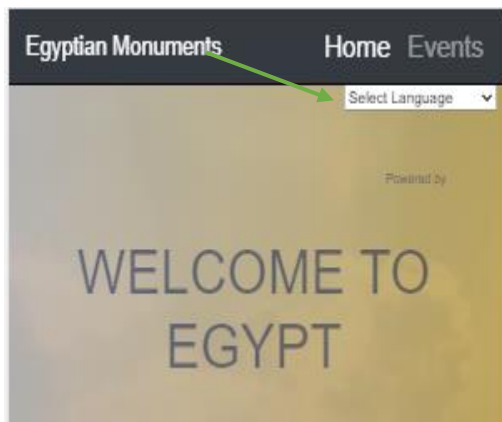 Egyptian Monuments Home Events
Select Language
Powered by
WELCOME TO
EGYPT